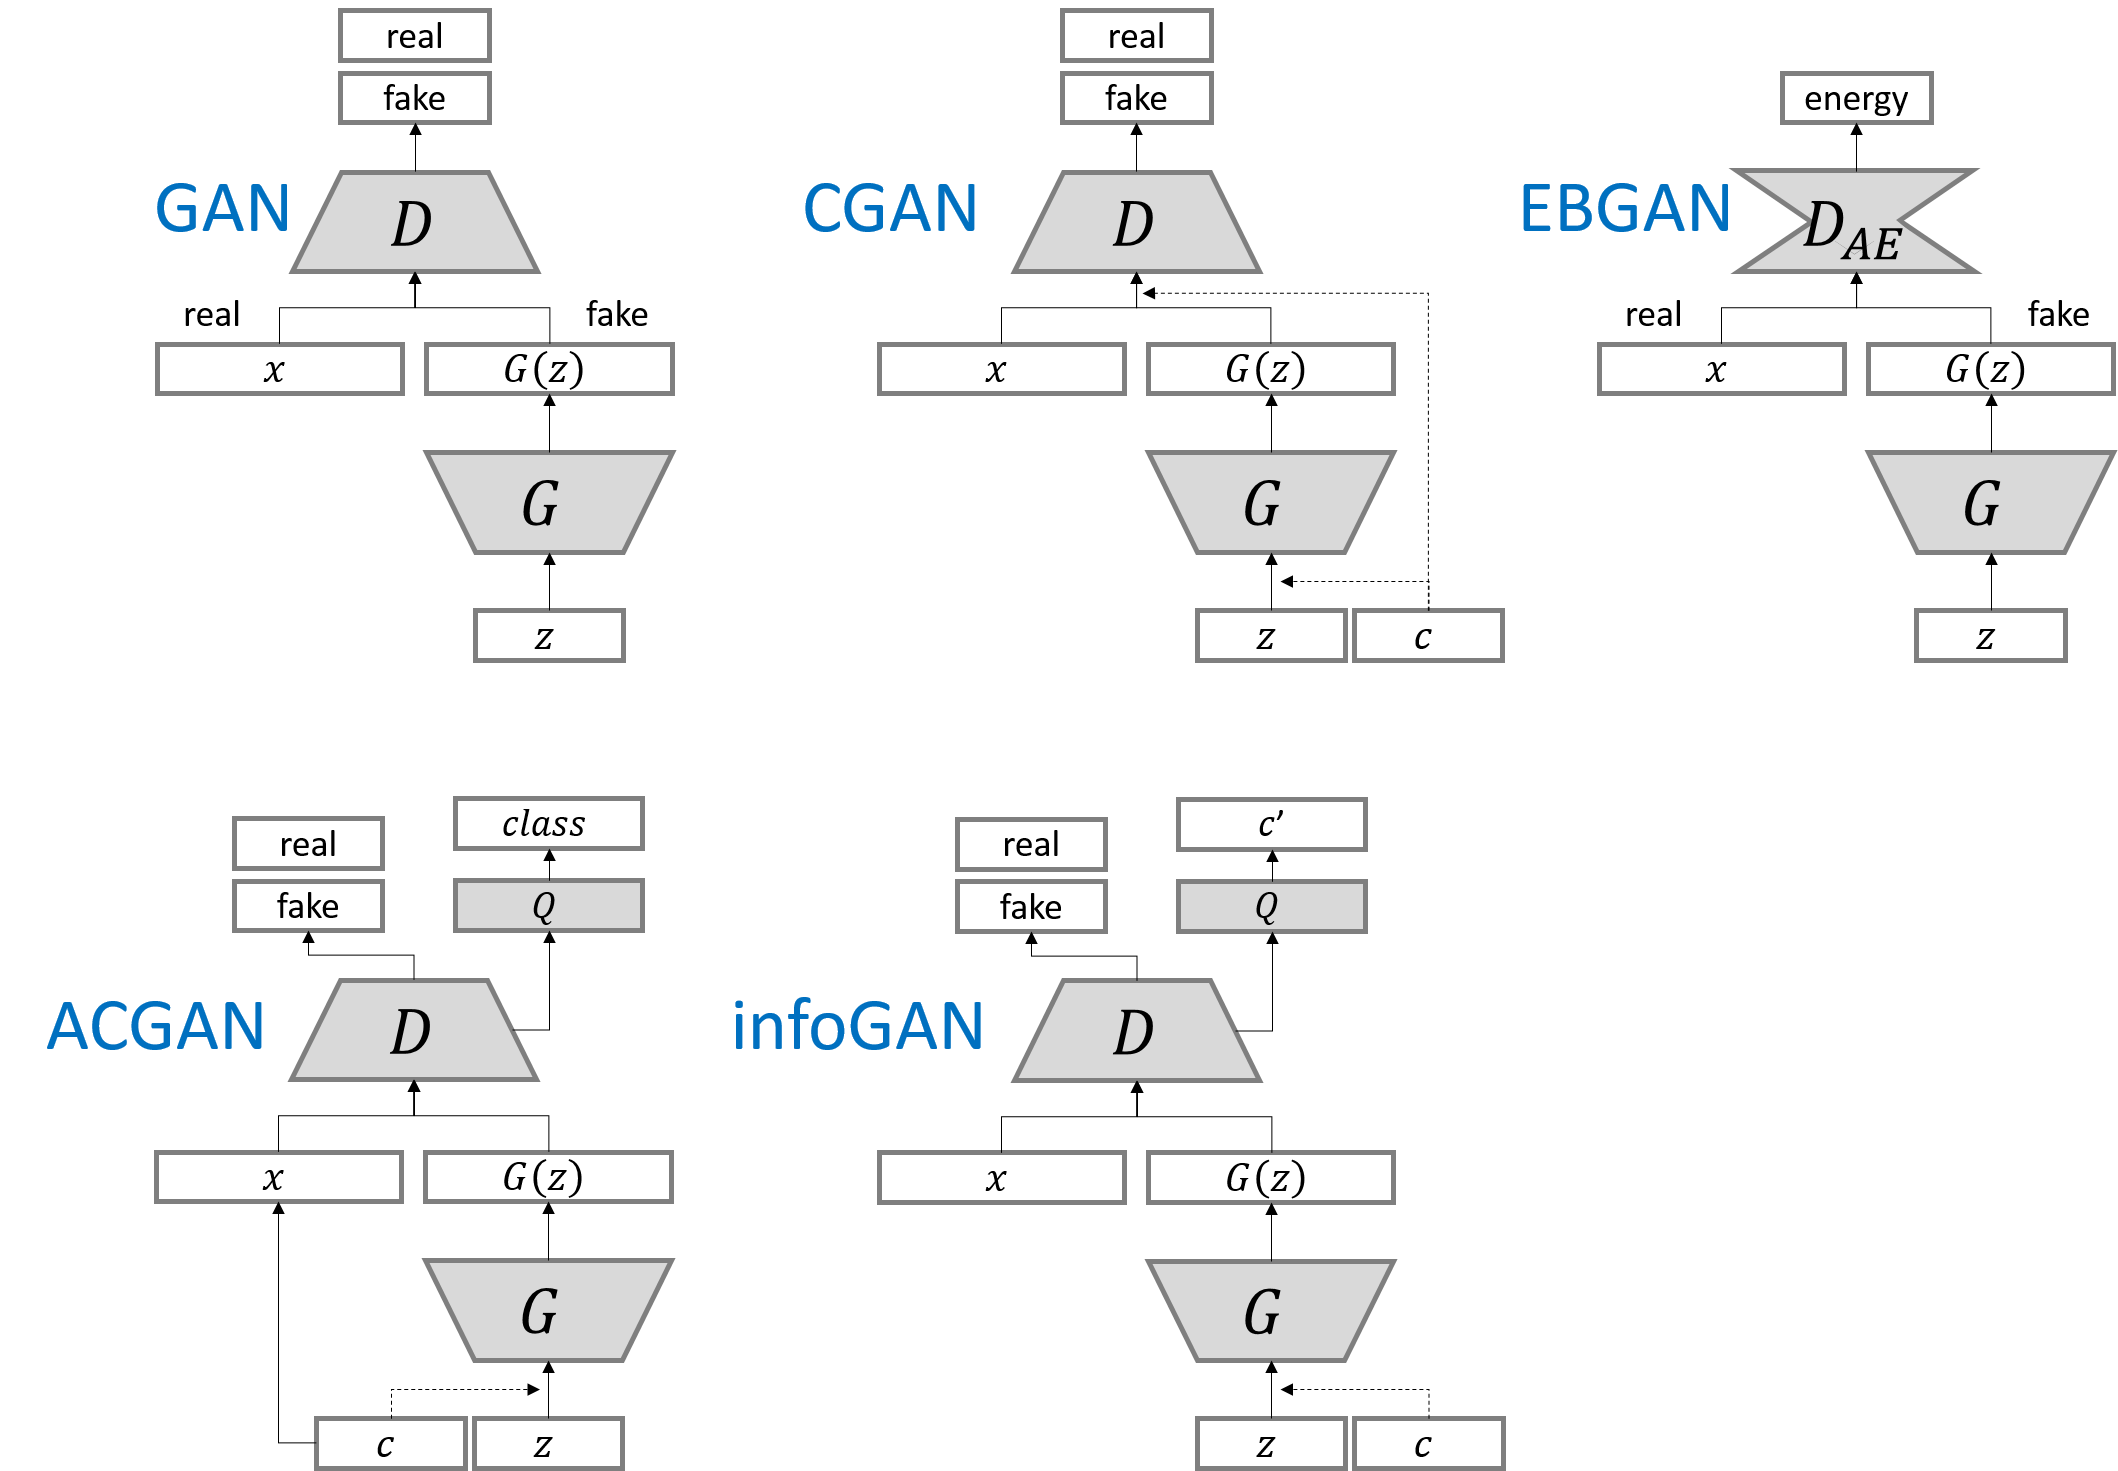 real
fake
GAN
D
real
fake
x
G(z)
G
z
real
fake
CGAN
D
x
G(z)
G
z
c
energy
EBGAN
D_AE
real
fake
x
G(z)
G
z
class
real
fake
Q
ACGAN
D
x
G(z)
G
c
z
c’
real
fake
Q
infoGAN
D
x
G(z)
G
z
c